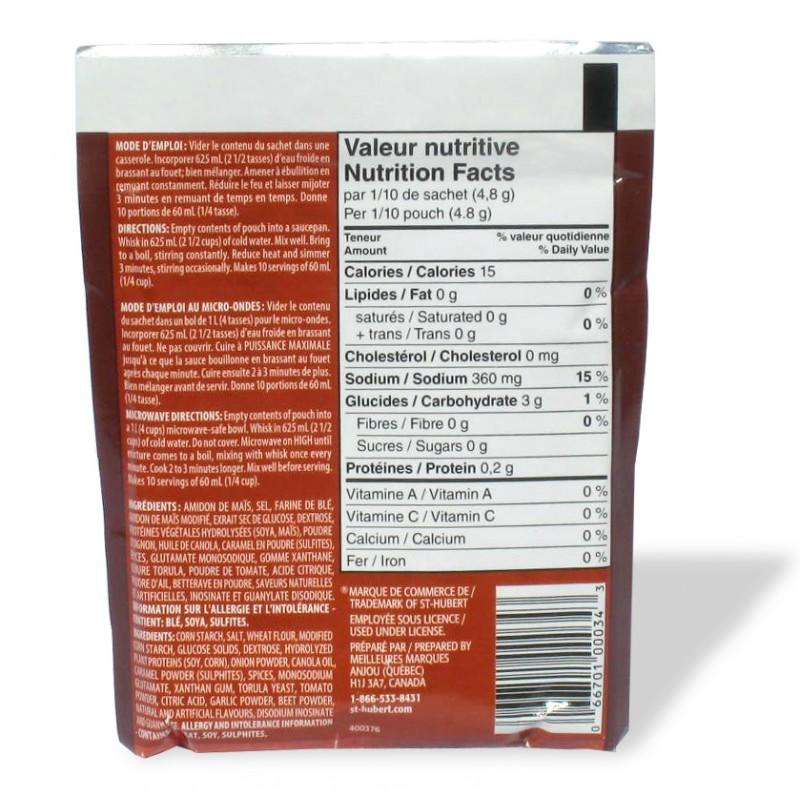 MODE D'EMPLOI : Vider le contenu du sachet dans une
casserole. Incorporer 625 mL (2 1/2 tasses) d'eau froide en
brassant au fouet; bien mélanger. Amener à ébullition en
remuant constamment. Réduire le feu et laisser mijoter
3 minutes en remuant de temps en temps. Donne
10 portions de 60 mL (1/4 tasse).
DIRECTIONS: Empty contents of pouch into a saucepan.
Whisk in 625 mL (2 1/2 cups) of cold water. Mix well. Bring
to a boil, stirring constantly. Reduce heat and simmer
3 minutes, stirring occasionally. Makes 10 servings of 60 mL
(1/4 cup).
MODE D'EMPLOI AU MICRO-ONDES : Vider le contenu
du sachet dans un bol de 1 L (4 tasses) pour le micro-ondes.
Incorporer 625 mL (2 1/2 tasses) d'eau froide en brassant
au fouet. Ne pas couvrir. Cuire à PUISSANCE MAXIMALE
jusqu'à ce que la sauce bouillonne en brassant au fouet
après chaque minute. Cuire ensuite 2 à 3 minutes de plus.
Bien mélanger avant de servir. Donne 10 portions de 60 mL
(1/4 tasse).
MICROWAVE DIRECTIONS: Empty contents of pouch into
a 1 L (4 cups) microwave-safe bowl. Whisk in 625 mL (2 1/2
cups) of cold water. Do not cover. Microwave on HIGH until
mixture comes to a boil, mixing with whisk once every
minute. Cook 2 to 3 minutes longer. Mix well before serving.
Makes 10 servings of 60 mL (1/4 cup).
INGRÉDIENTS : AMIDON DE MAÏS, SEL, FARINE DE BLÉ,
AMIDON DE MAÏS MODIFIÉ, EXRAIT SEC DE GLUCOSE, DEXTROSE,
PROTÉINES VÉGÉTALES HYDROLYSÉES (SOYA, MAÏS), POUDRE
D'OIGNON, HUILE DE CANOLA, CARAMEL EN POUDRE (SULFITES),
ÉPICES, GLUTAMATE MONOSODIQUE, GOMME XANTHANE,
LEVURE TORULA, POUDRE DE TOMATE, ACIDE CITRIQUE,
POUDRE D'AIL, BETTERAVE EN POUDRE, SAVEURS NATURELLES
ET ARTIFICIELLES, INOSINATE ET GUANYLATE DISODIQUE.
INFORMATION SUR L'ALLERGIE ET L'INTOLÉRANCE -
CONTIENT: BLÉ, SOYA, SULFITES.
INGREDIENTS: CORN STARCH, SALT, WHEAT FLOUR, MODIFIED
CORN STARCH, GLUCOSE SOLIDS, DEXTROSE, HYDROLYZED
PLANT PROTEINS (SOY, CORN), ONION POWDER, CANOLA OIL,
CARAMEL POWDER (SULPHITES), SPICES, MONOSODIUM
GLUTAMATE, XANTHAN GUM, TORULA YEAST, TOMATO
POWDER, CITRIC ACID, GARLIC POWDER, BEET POWDER,
NATURAL AND ARTIFICIAL FLAVOURS, DISODIUM INOSINATE
AND GUANYLATE. ALLERGY AND INTOLERANCE INFORMATION
- CONTAINS: WHEAT, SOY, SULPHITES.
Valeur nutritive
Nutrition Facts
par 1/10 de sachet (4,8 g)
Per 1/10 pouch (4.8 g)
Teneur % valeur quotidienne
Amount % Daily Value
Calories / Calories 15
Lipides / Fat 0 g 0 %
saturés / Saturated 0 g
+ trans / Trans 0 g 0 %
Cholestérol / Cholesterol 0 mg
Sodium / Sodium 360 mg 15 %
Glucides / Carbohydrate 3 g 1 %
Fibres / Fibre 0 g 0 %
Sucres / Sugars 0 g
Protéines / Protein 0,2 g
Vitamine A / Vitamin A 0 %
Vitamine C / Vitamin C 0 %
Calcium / Calcium 0 %
Fer / Iron 0 %
®MARQUE DE COMMERCE DE /
TRADEMARK OF ST-HUBERT
EMPLOYÉE SOUS LICENCE /
USED UNDER LICENSE.
PRÉPARÉ PAR / PREPARED BY
MEILLEURES MARQUES
ANJOU (QUÉBEC)
H1J 3A7, CANADA
1-866-533-8431
st-hubert.com
400376
0 66701 00034 3